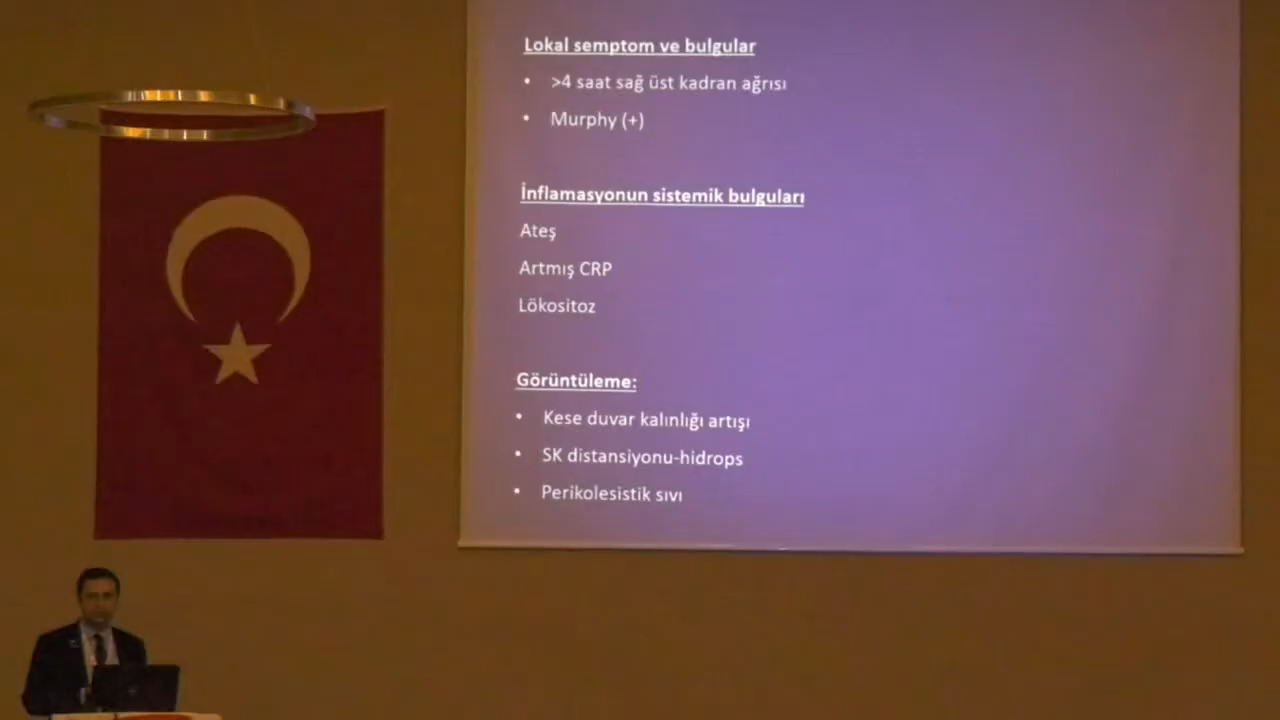 Lokal semptom ve bulgular
• >4 saat sağ üst kadran ağrısı
• Murphy (+)
İnflamasyonun sistemik bulguları
Ateş
Artmış CRP
Lökositoz
Görüntüleme:
• Kese duvar kalınlığı artışı
• SK distansiyonu-hidrops
• Perikolesistik sıvı